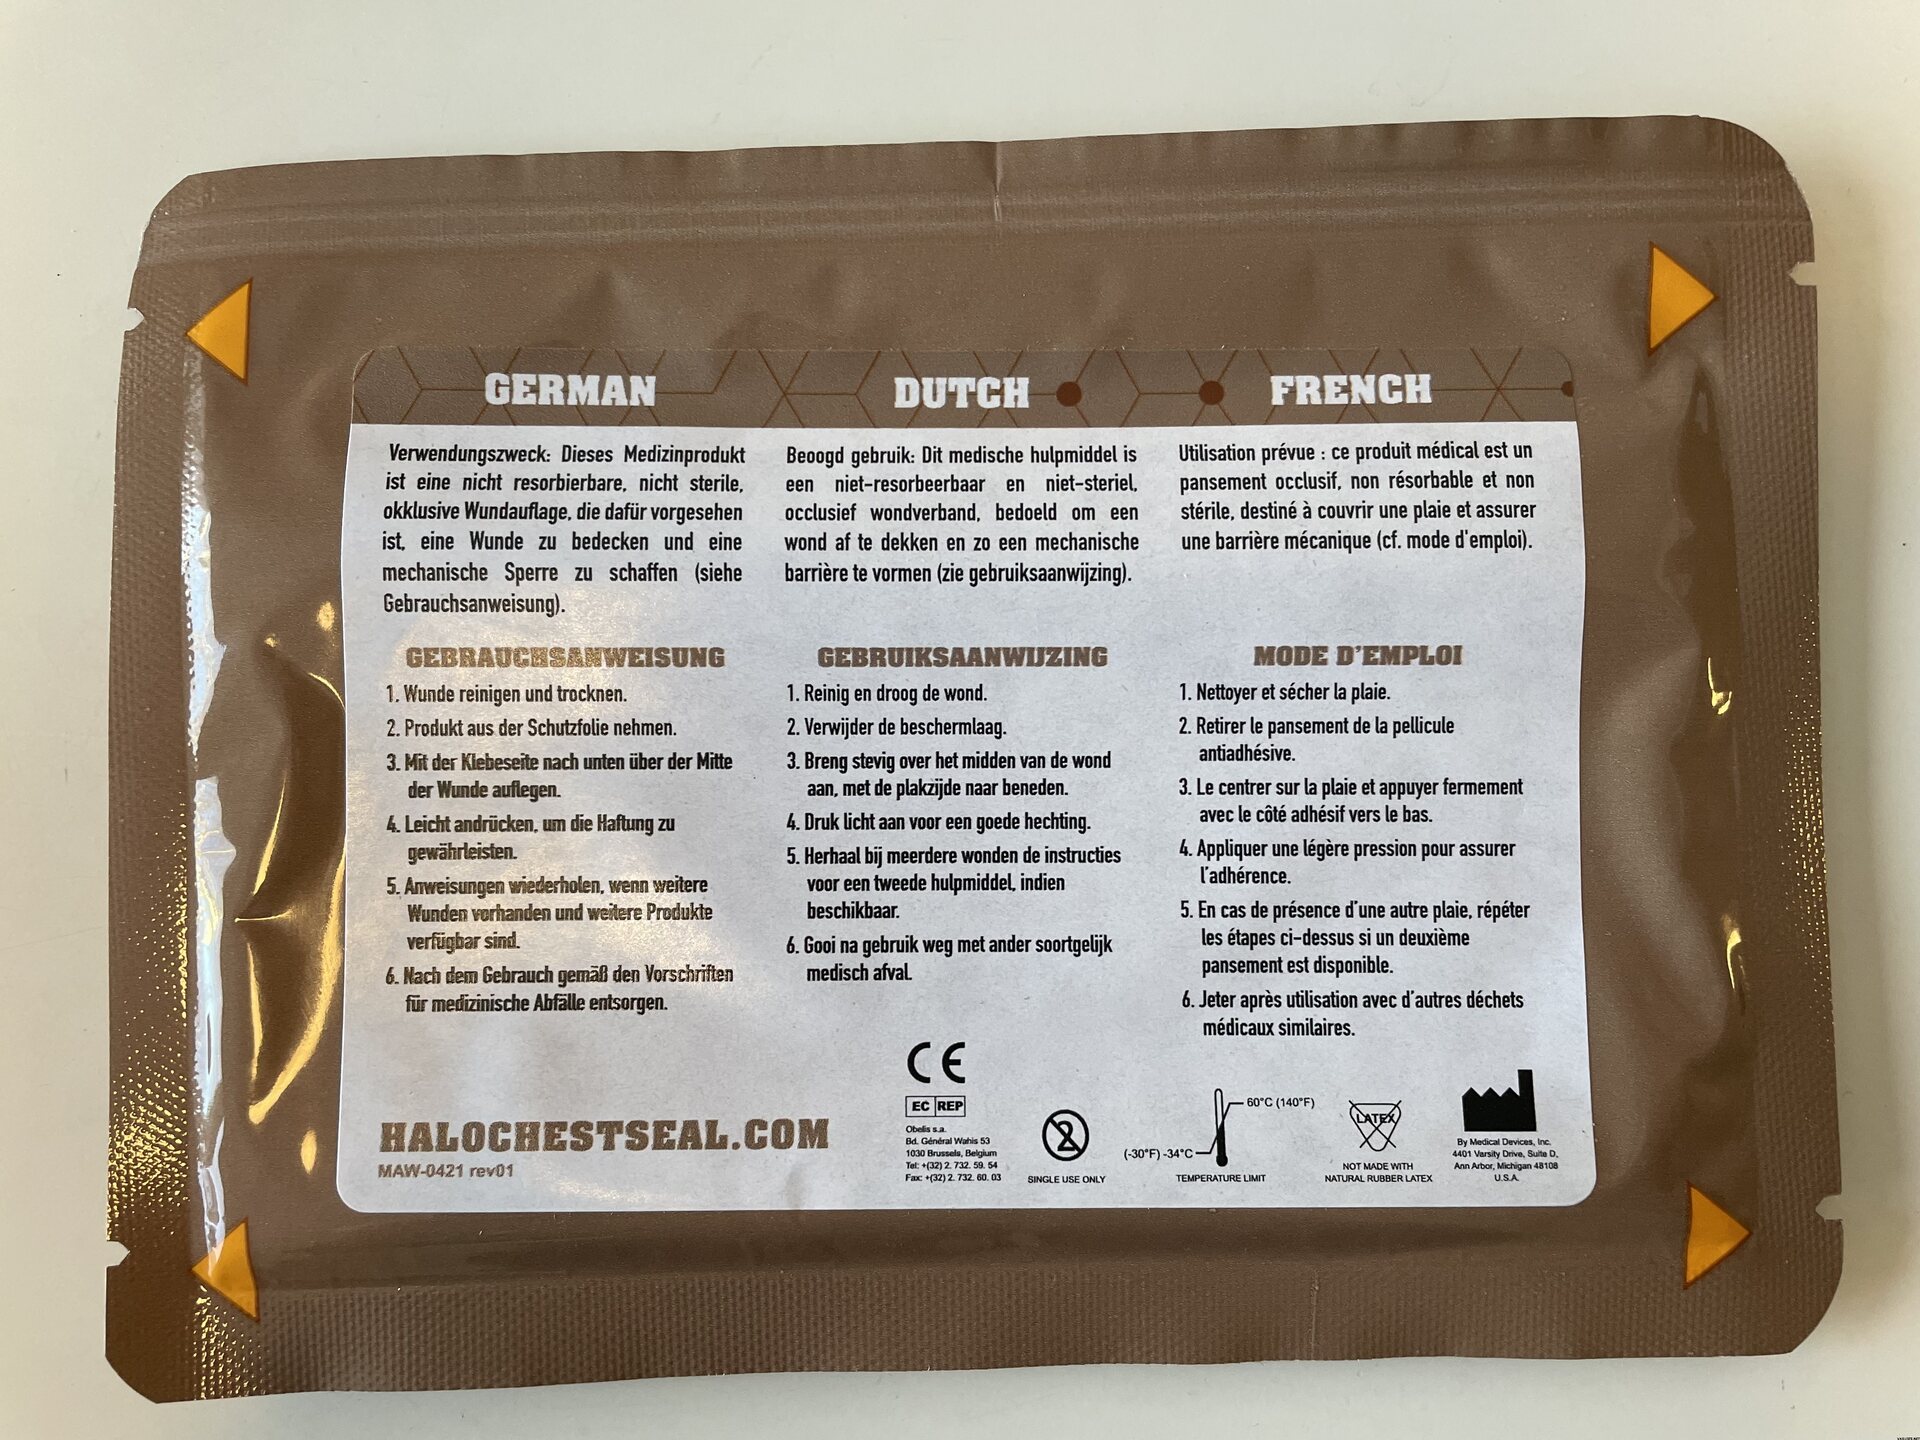 GERMAN
Verwendungszweck: Dieses Medizinprodukt
ist eine nicht resorbierbare, nicht sterile,
okklusive Wundauflage, die dafür vorgesehen
ist, eine Wunde zu bedecken und eine
mechanische Sperre zu schaffen (siehe
Gebrauchsanweisung).
GEBRAUCHSANWEISUNG
1. Wunde reinigen und trocknen.
2. Produkt aus der Schutzfolie nehmen.
3. Mit der Klebeseite nach unten über der Mitte
der Wunde auflegen.
4. Leicht andrücken, um die Haftung zu
gewährleisten.
5. Anweisungen wiederholen, wenn weitere
Wunden vorhanden und weitere Produkte
verfügbar sind.
6. Nach dem Gebrauch gemäß den Vorschriften
für medizinische Abfälle entsorgen.
DUTCH
Beoogd gebruik: Dit medische hulpmiddel is
een niet-resorbeerbaar en niet-steriel,
occlusief wondverband, bedoeld om een
wond af te dekken en zo een mechanische
barrière te vormen (zie gebruiksaanwijzing).
GEBRUIKSAANWIJZING
1. Reinig en droog de wond.
2. Verwijder de beschermlaag.
3. Breng stevig over het midden van de wond
aan, met de plakzijde naar beneden.
4. Druk licht aan voor een goede hechting.
5. Herhaal bij meerdere wonden de instructies
voor een tweede hulpmiddel, indien
beschikbaar.
6. Gooi na gebruik weg met ander soortgelijk
medisch afval.
FRENCH
Utilisation prévue : ce produit médical est un
pansement occlusif, non résorbable et non
stérile, destiné à couvrir une plaie et assurer
une barrière mécanique (cf. mode d'emploi).
MODE D'EMPLOI
1. Nettoyer et sécher la plaie.
2. Retirer le pansement de la pellicule
antiadhésive.
3. Le centrer sur la plaie et appuyer fermement
avec le côté adhésif vers le bas.
4. Appliquer une légère pression pour assurer
l'adhérence.
5. En cas de présence d'une autre plaie, répéter
les étapes ci-dessus si un deuxième
pansement est disponible.
6. Jeter après utilisation avec d'autres déchets
médicaux similaires.
HALOCHESTSEAL.COM
MAW-0421 rev01
CE
EC REP
Obelis s.a.
Bd. Général Wahis 53
1030 Brussels, Belgium
Tel: +(32) 2. 732. 59. 54
Fax: +(32) 2. 732. 60. 03
2
SINGLE USE ONLY
60°C (140°F)
(-30°F) -34°C
TEMPERATURE LIMIT
LATEX
NOT MADE WITH
NATURAL RUBBER LATEX
By Medical Devices, Inc.
4401 Varsity Drive, Suite D,
Ann Arbor, Michigan 48108
U.S.A.